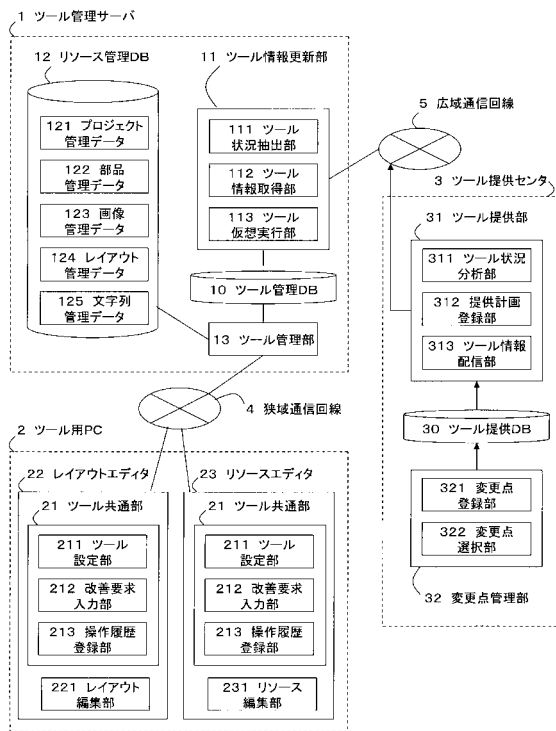 1 ツール管理サーバ
12 リソース管理DB
121 プロジェクト
管理データ
122 部品
管理データ
123 画像
管理データ
124 レイアウト
管理データ
125 文字列
管理データ
11 ツール情報更新部
111 ツール
状況抽出部
112 ツール
情報取得部
113 ツール
仮想実行部
10 ツール管理DB
13 ツール管理部
5 広域通信回線
3 ツール提供センタ
31 ツール提供部
311 ツール状況
分析部
312 提供計画
登録部
313 ツール情報
配信部
30 ツール提供DB
321 変更点
登録部
322 変更点
選択部
32 変更点管理部
4 狭域通信回線
2 ツール用PC
22 レイアウトエディタ
21 ツール共通部
211 ツール
設定部
212 改善要求
入力部
213 操作履歴
登録部
221 レイアウト
編集部
23 リソースエディタ
21 ツール共通部
211 ツール
設定部
212 改善要求
入力部
213 操作履歴
登録部
231 リソース
編集部